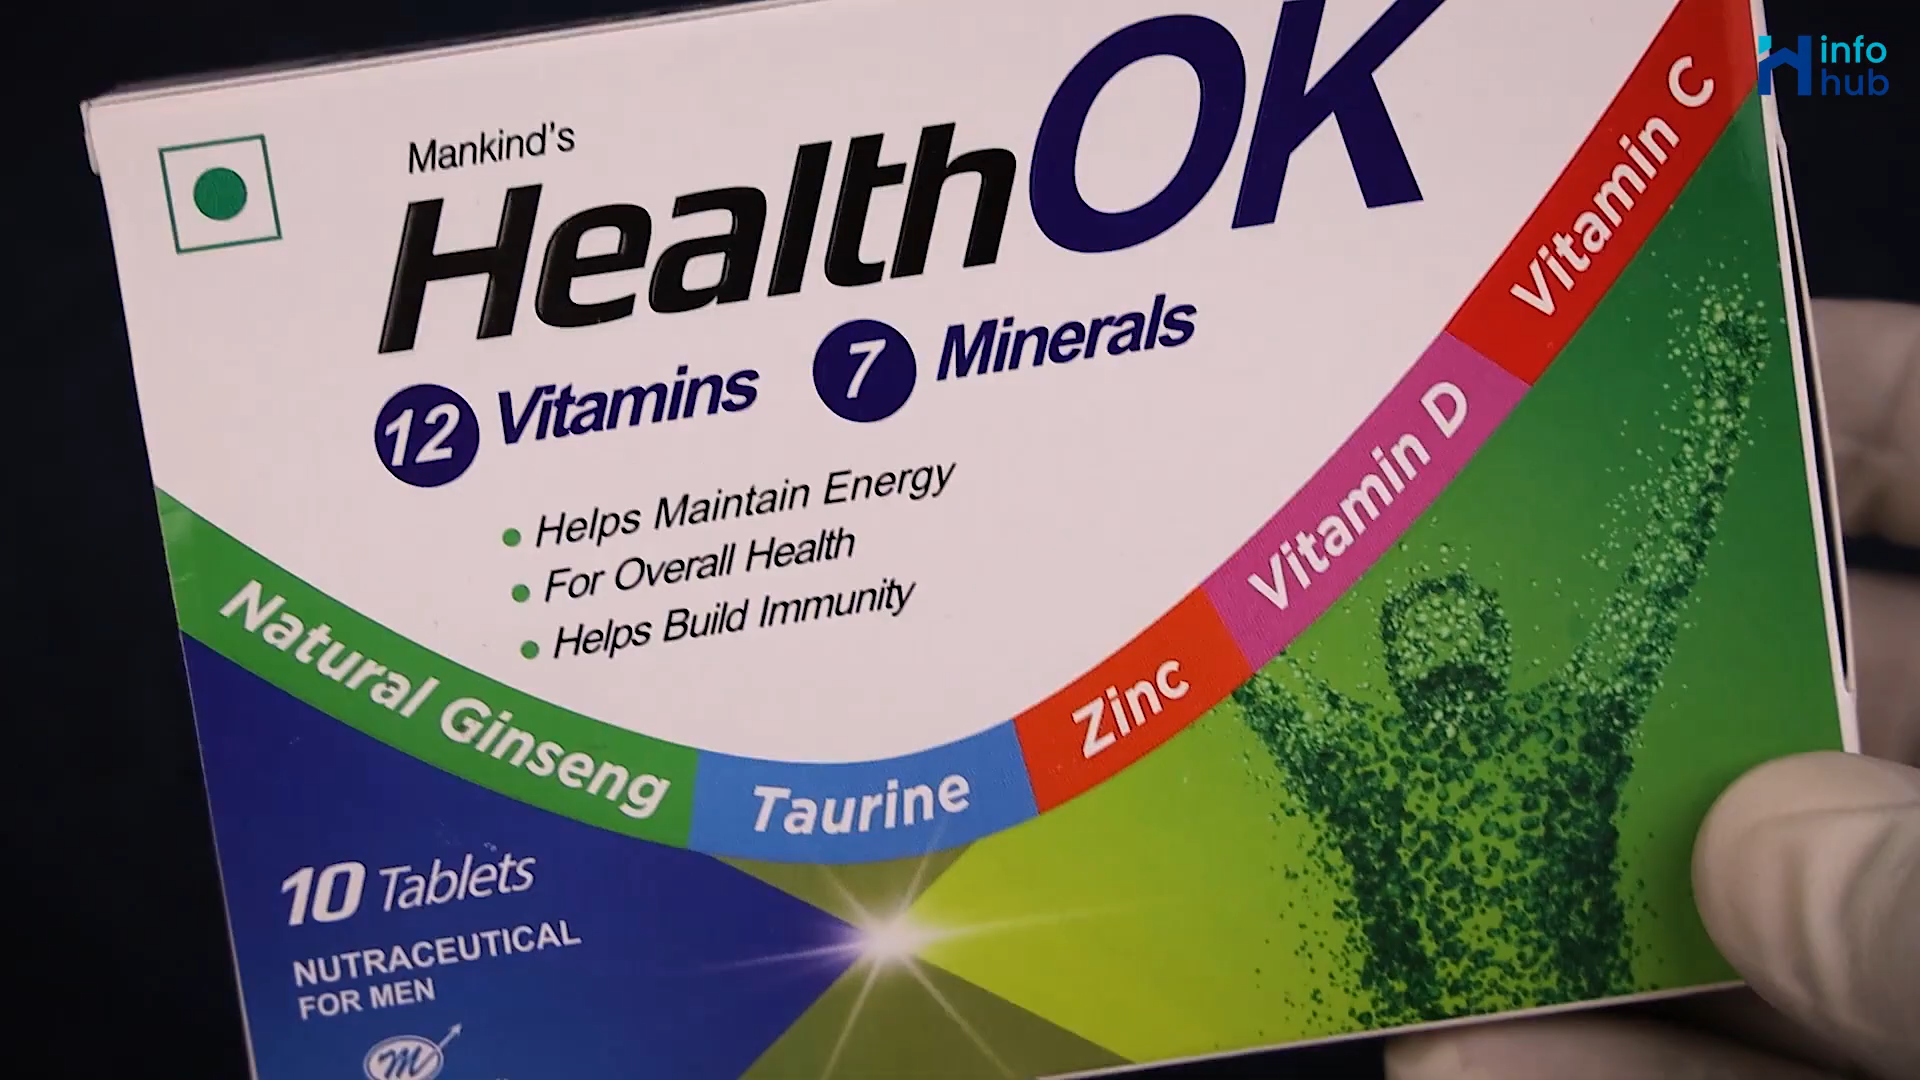 info
hub
Mankind's
HealthOK
12 Vitamins 7 Minerals
Helps Maintain Energy
For Overall Health
Helps Build Immunity
Natural Ginseng
Taurine
Zinc
Vitamin D
Vitamin C
10 Tablets
NUTRACEUTICAL
FOR MEN
m